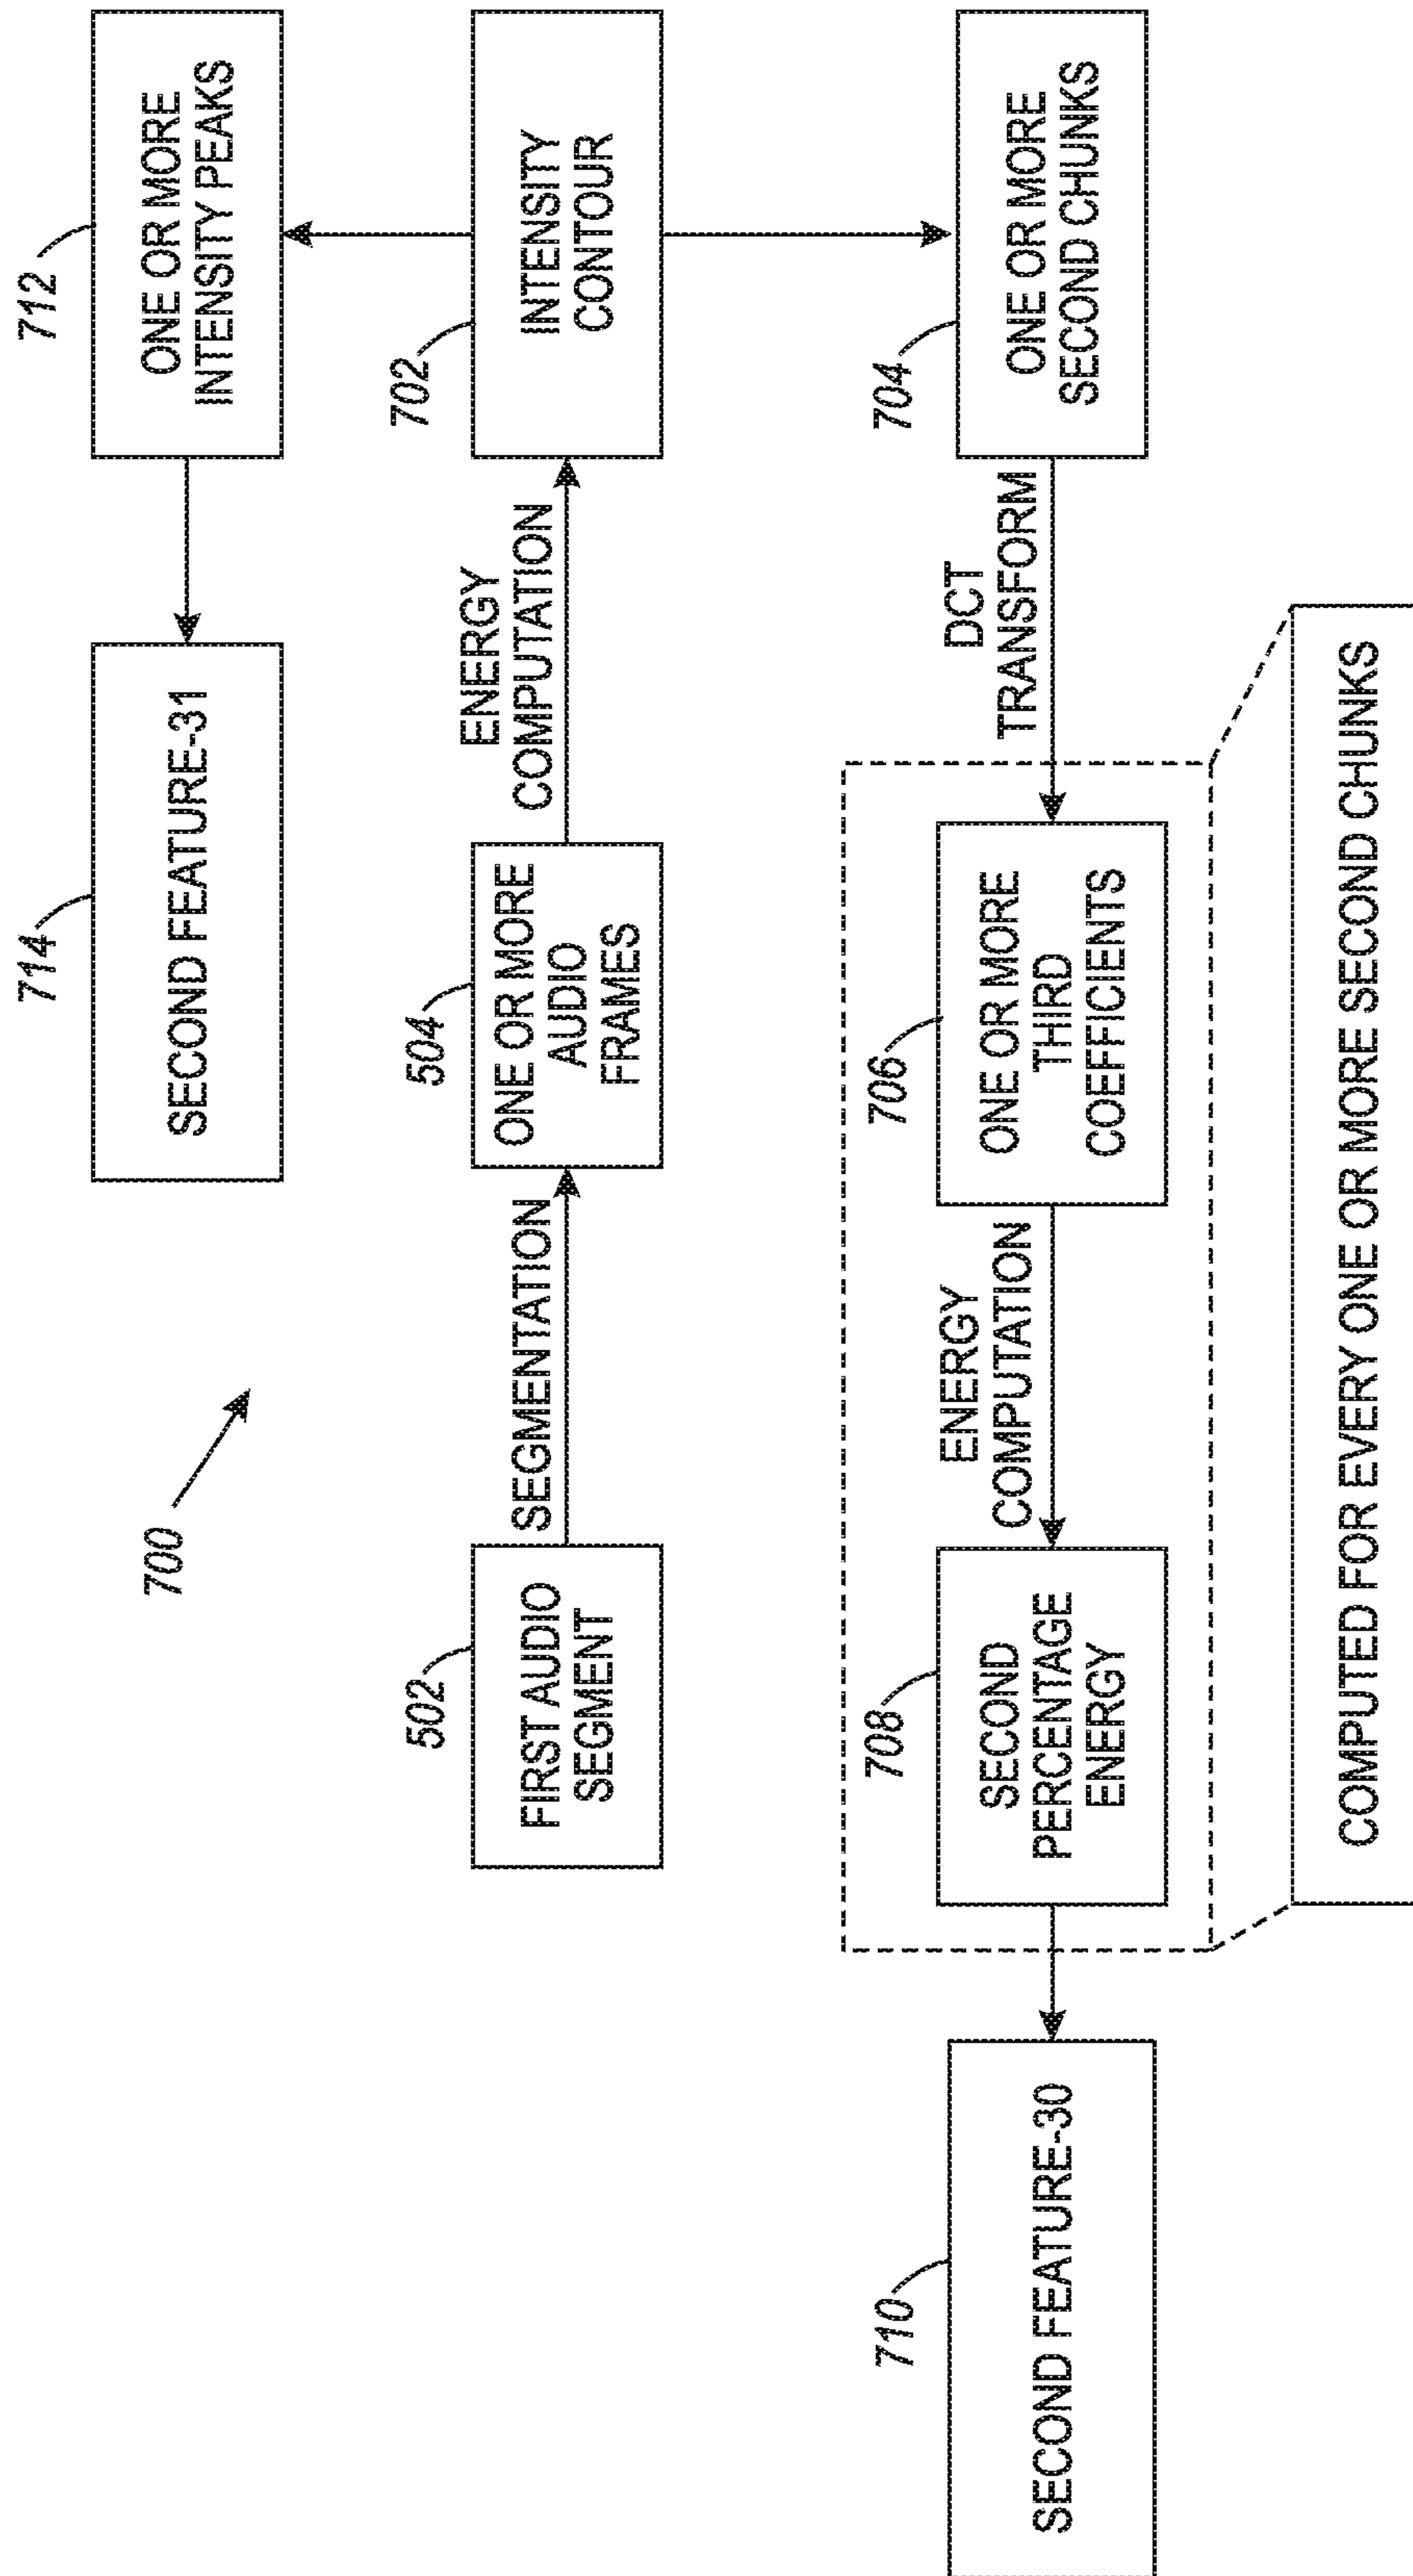 700
714
SECOND FEATURE-31
712
ONE OR MORE
INTENSITY PEAKS
502
FIRST AUDIO
SEGMENT
SEGMENTATION
504
ONE OR MORE
AUDIO
FRAMES
ENERGY
COMPUTATION
702
INTENSITY
CONTOUR
710
SECOND FEATURE-30
708
SECOND
PERCENTAGE
ENERGY
ENERGY
COMPUTATION
706
ONE OR MORE
THIRD
COEFFICIENTS
DCT
TRANSFORM
704
ONE OR MORE
SECOND CHUNKS
COMPUTED FOR EVERY ONE OR MORE SECOND CHUNKS